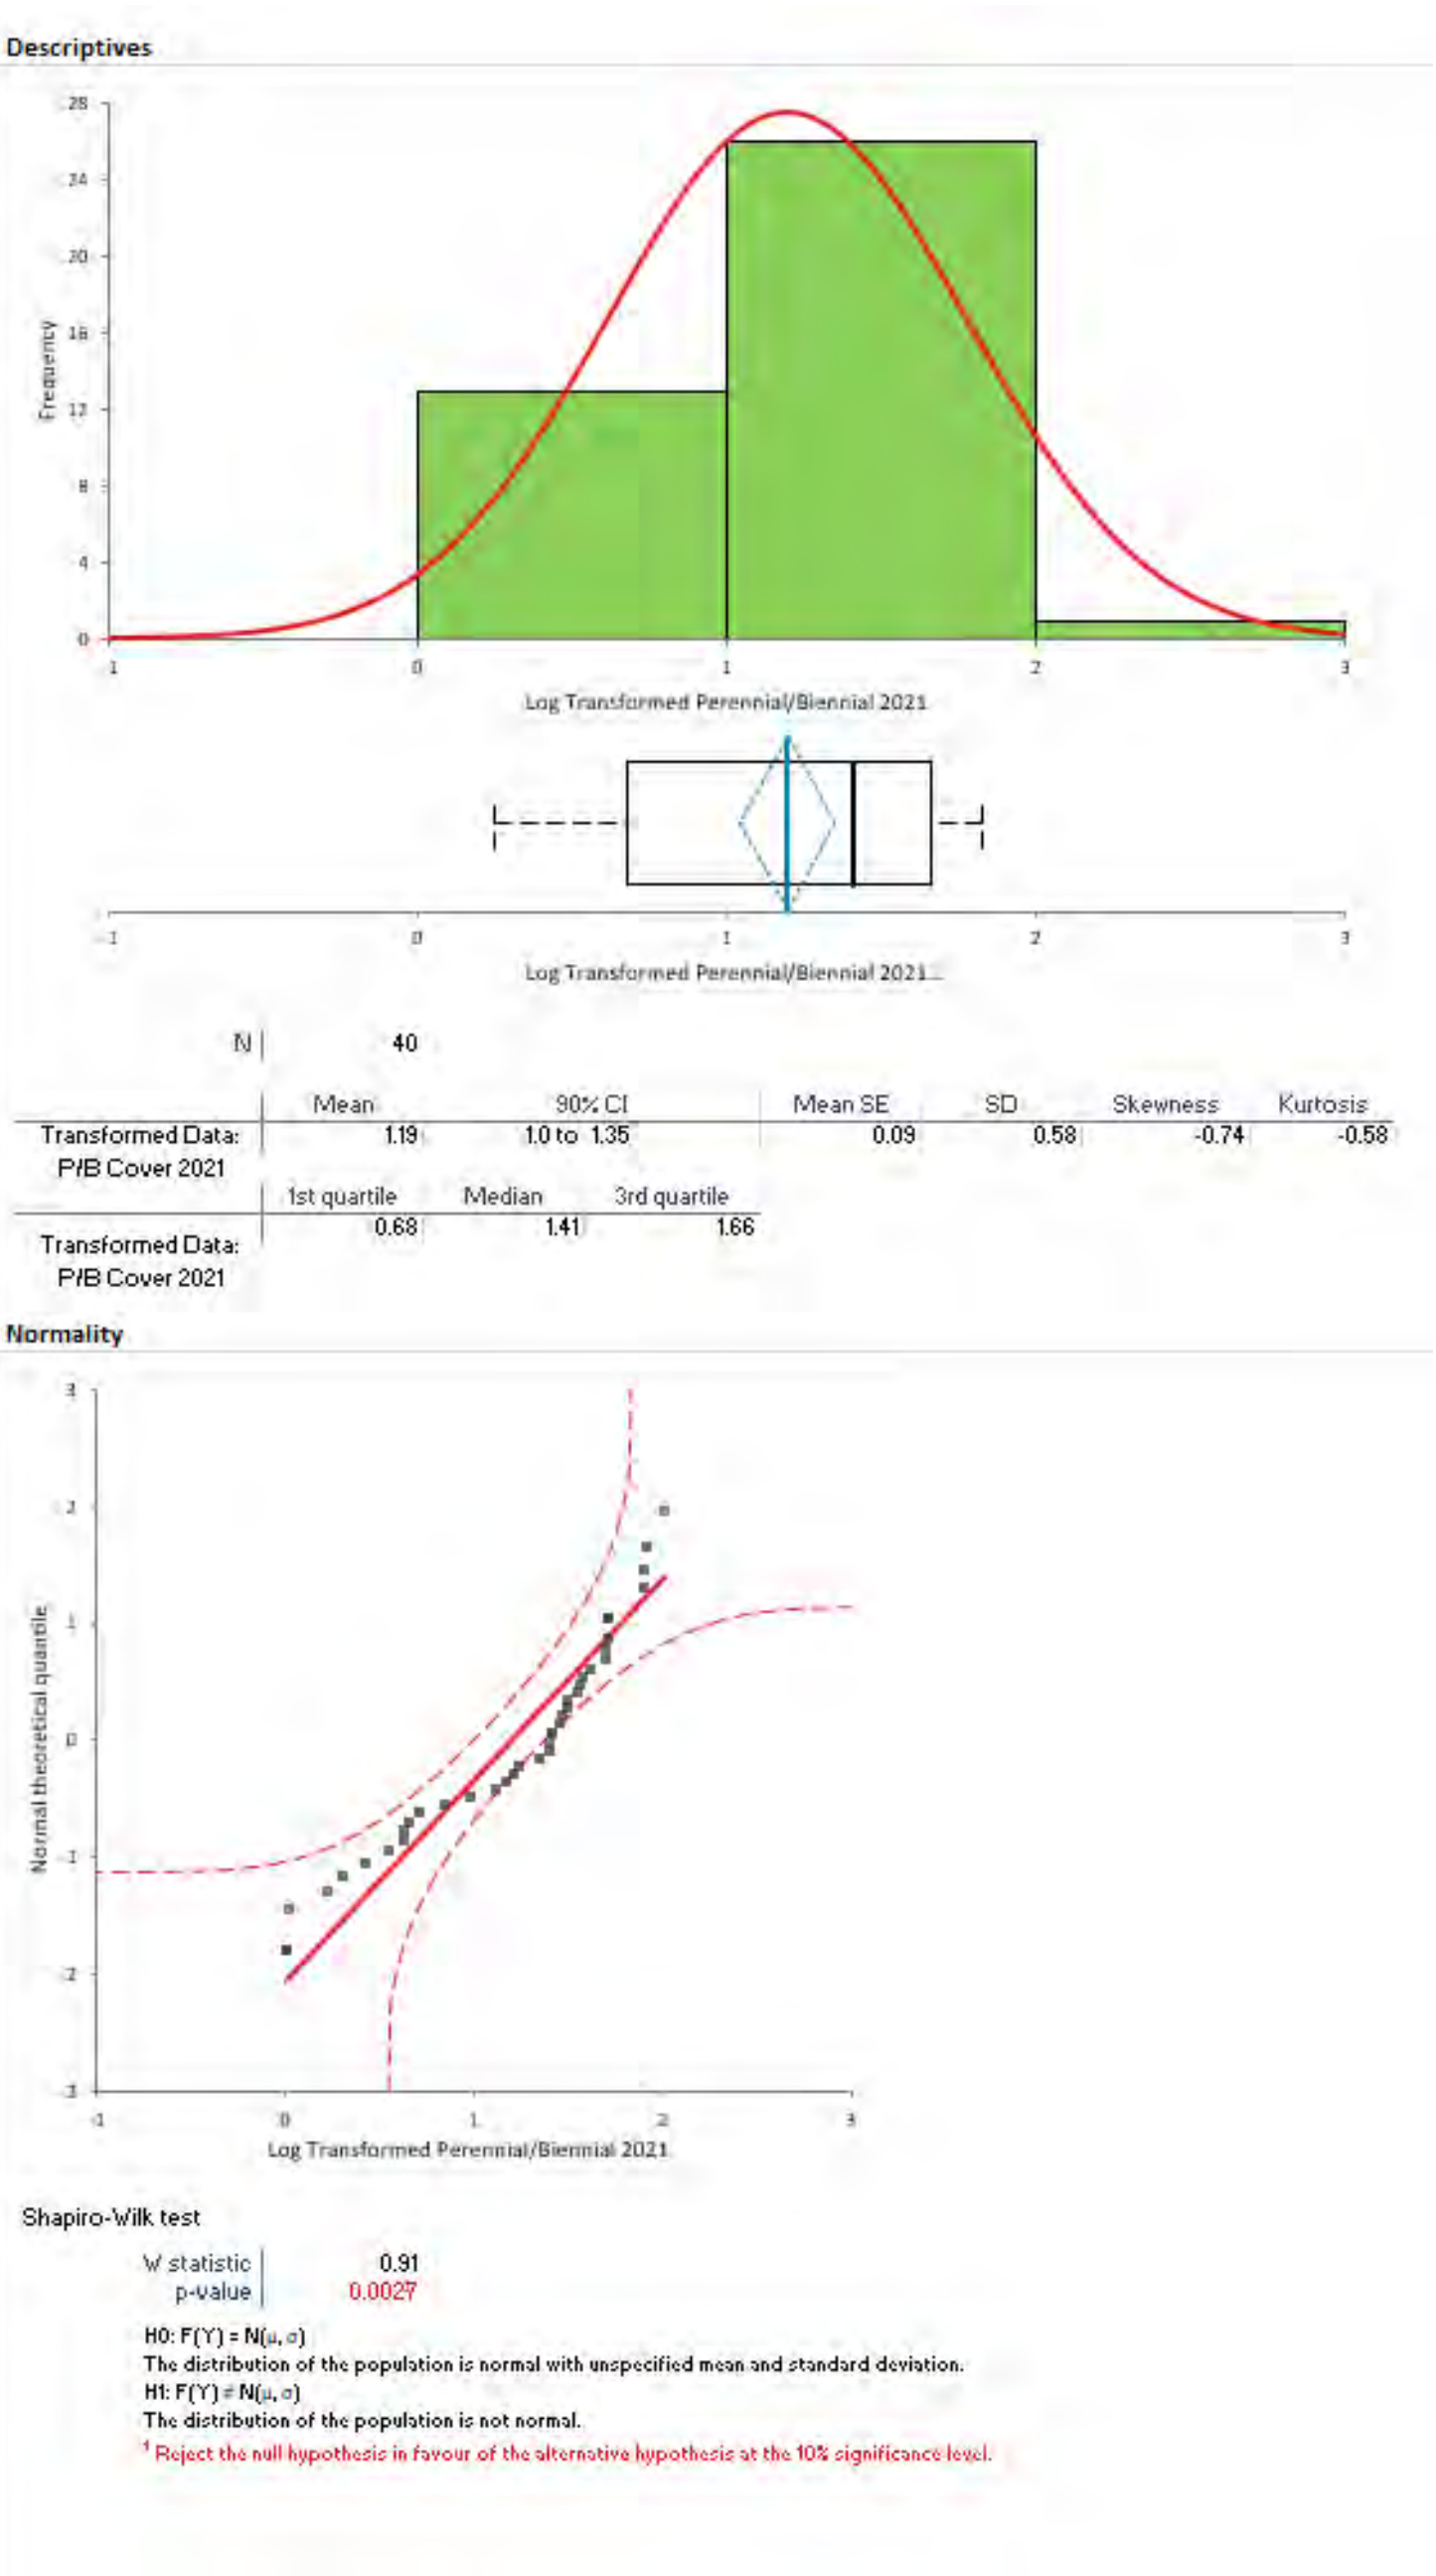 Descriptives
28
24
20
16
12
8
4
0
Frequency
-1 0 1 2 3
Log Transformed Perennial/Biennial 2021
-1 0 1 2 3
Log Transformed Perennial/Biennial 2021...
N 40
Mean 90% CI Mean SE SD Skewness Kurtosis
Transformed Data: 1.19 1.0 to 1.35 0.09 0.58 -0.74 -0.58
P/B Cover 2021
1st quartile Median 3rd quartile
0.68 1.41 1.66
Transformed Data:
P/B Cover 2021
Normality
3
2
1
0
-1
-2
-3
Normal theoretical quantile
-1 0 1 2 3
Log Transformed Perennial/Biennial 2021
Shapiro-Wilk test
W statistic 0.91
p-value 0.0027
H0: F(Y) = N(μ, σ)
The distribution of the population is normal with unspecified mean and standard deviation.
H1: F(Y) ≠ N(μ, σ)
The distribution of the population is not normal.
¹ Reject the null hypothesis in favour of the alternative hypothesis at the 10% significance level.